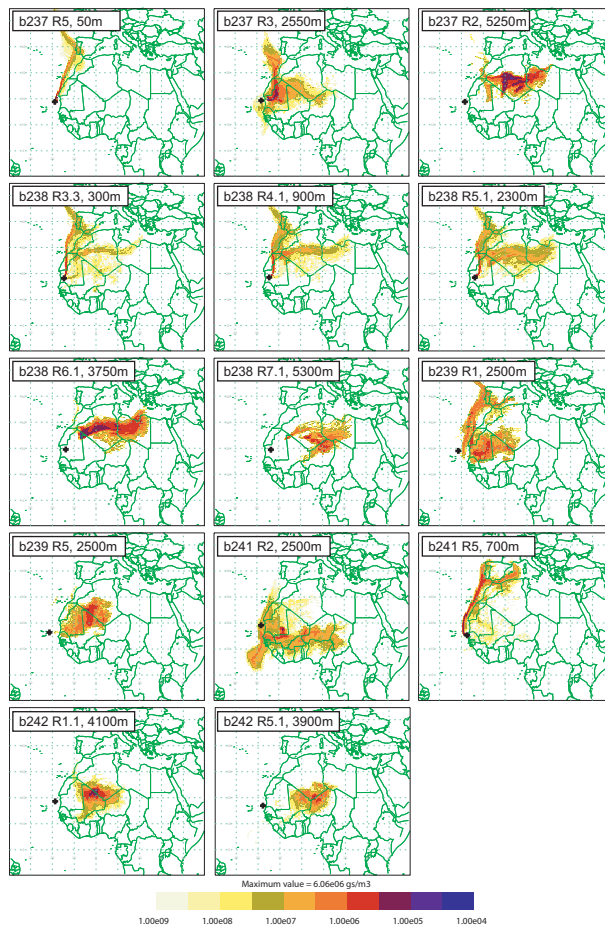 b237 R5, 50m
b237 R3, 2550m
b237 R2, 5250m
b238 R3.3, 300m
b238 R4.1, 900m
b238 R5.1, 2300m
b238 R6.1, 3750m
b238 R7.1, 5300m
b239 R1, 2500m
b239 R5, 2500m
b241 R2, 2500m
b241 R5, 700m
b242 R1.1, 4100m
b242 R5.1, 3900m
Maximum value = 6.06e06 gs/m3
1.00e09 1.00e08 1.00e07 1.00e06 1.00e05 1.00e04